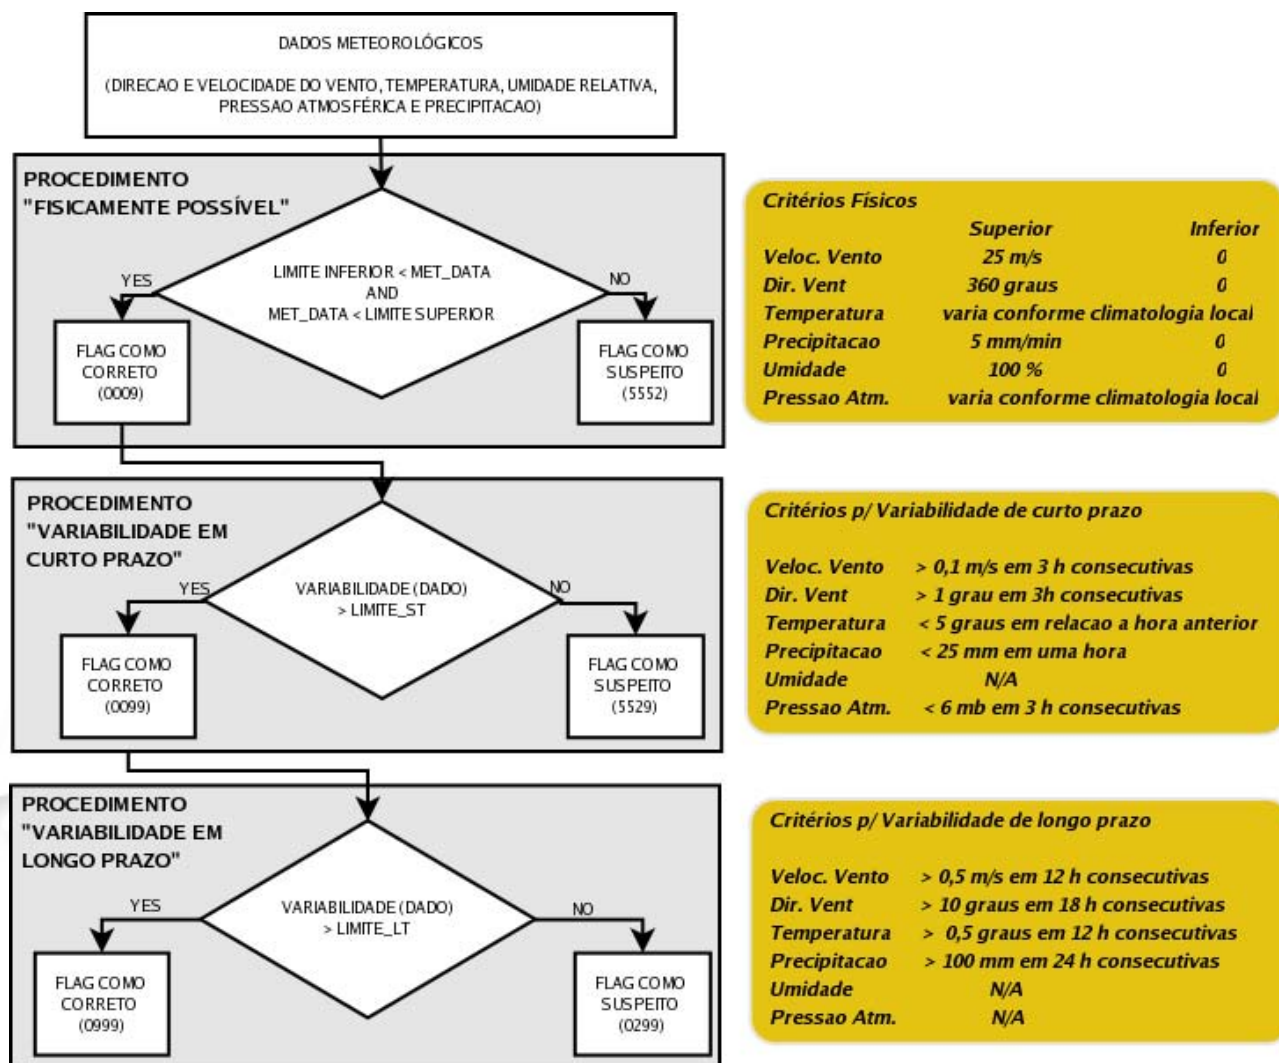 DADOS METEOROLÓGICOS
(DIRECAO E VELOCIDADE DO VENTO, TEMPERATURA, UMIDADE RELATIVA,
PRESSAO ATMOSFÉRICA E PRECIPITACAO)
PROCEDIMENTO
"FISICAMENTE POSSÍVEL"
LIMITE INFERIOR < MET_DATA
AND
MET_DATA < LIMITE SUPERIOR
YES
NO
FLAG COMO
CORRETO
(0009)
FLAG COMO
SUSPEITO
(5552)
Critérios Físicos
Superior Inferior
Veloc. Vento 25 m/s 0
Dir. Vent 360 graus 0
Temperatura varia conforme climatologia local
Precipitacao 5 mm/min 0
Umidade 100 % 0
Pressao Atm. varia conforme climatologia local
PROCEDIMENTO
"VARIABILIDADE EM
CURTO PRAZO"
YES
VARIABILIDADE (DADO)
> LIMITE_ST
NO
FLAG COMO
CORRETO
(0099)
FLAG COMO
SUSPEITO
(5529)
Critérios p/ Variabilidade de curto prazo
Veloc. Vento > 0,1 m/s em 3 h consecutivas
Dir. Vent > 1 grau em 3h consecutivas
Temperatura < 5 graus em relacao a hora anterior
Precipitacao < 25 mm em uma hora
Umidade N/A
Pressao Atm. < 6 mb em 3 h consecutivas
PROCEDIMENTO
"VARIABILIDADE EM
LONGO PRAZO"
YES
VARIABILIDADE (DADO)
> LIMITE_LT
NO
FLAG COMO
CORRETO
(0999)
FLAG COMO
SUSPEITO
(0299)
Critérios p/ Variabilidade de longo prazo
Veloc. Vento > 0,5 m/s em 12 h consecutivas
Dir. Vent > 10 graus em 18 h consecutivas
Temperatura > 0,5 graus em 12 h consecutivas
Precipitacao > 100 mm em 24 h consecutivas
Umidade N/A
Pressao Atm. N/A